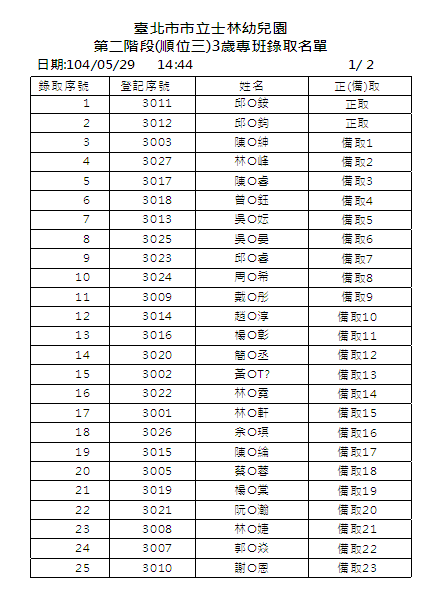 臺北市市立士林幼兒園
第二階段(順位三)3歲專班錄取名單
日期:104/05/29 14:44 1/ 2
錄取序號 登記序號 姓名 正(備)取
1 3011 邱O銨 正取
2 3012 邱O鈞 正取
3 3003 陳O紳 備取1
4 3027 林O峰 備取2
5 3017 陳O睿 備取3
6 3018 曾O鈺 備取4
7 3013 吳O妘 備取5
8 3025 吳O晏 備取6
9 3023 邱O睿 備取7
10 3024 周O希 備取8
11 3009 戴O彤 備取9
12 3014 趙O淳 備取10
13 3016 楊O彰 備取11
14 3020 簡O丞 備取12
15 3002 黃OT? 備取13
16 3022 林O霓 備取14
17 3001 林O軒 備取15
18 3026 余O琪 備取16
19 3015 陳O綸 備取17
20 3005 蔡O蓉 備取18
21 3019 楊O棠 備取19
22 3021 阮O瀚 備取20
23 3008 林O婕 備取21
24 3007 郭O焱 備取22
25 3010 謝O恩 備取23